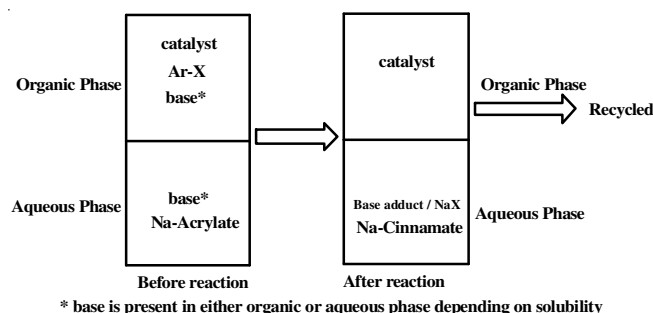 catalyst
Ar-X
base*
Organic Phase
base*
Na-Acrylate
Aqueous Phase
Before reaction
catalyst
Organic Phase
Recycled
Base adduct / NaX
Na-Cinnamate
Aqueous Phase
After reaction
* base is present in either organic or aqueous phase depending on solubility